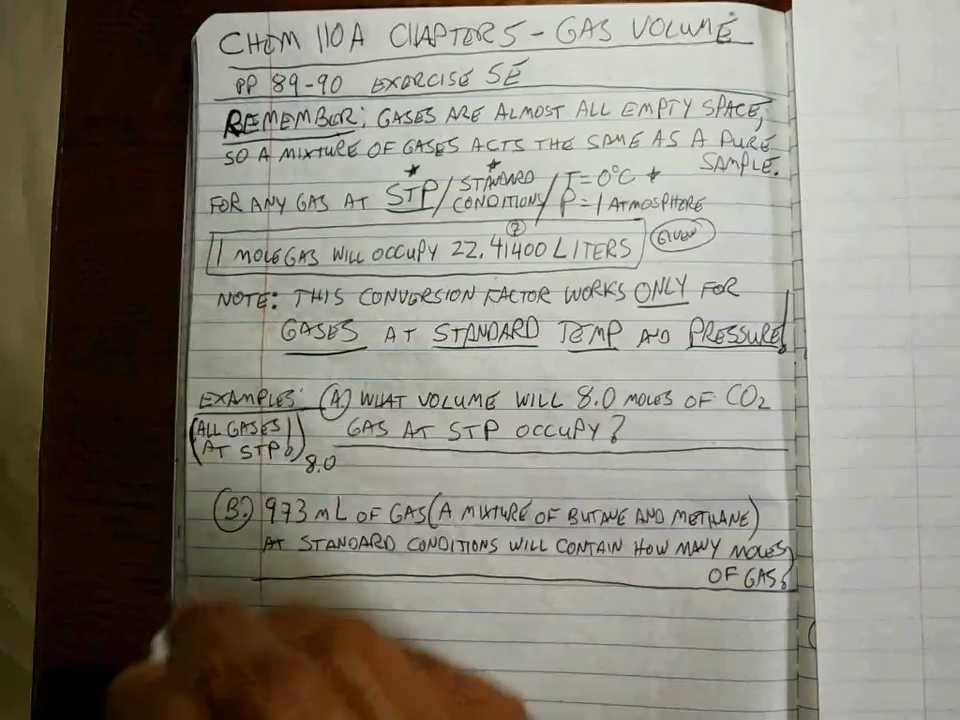 CHEM 110A CHAPTER 5 - GAS VOLUME
PP 89-90 EXERCISE 5E
REMEMBER: GASES ARE ALMOST ALL EMPTY SPACE,
SO A MIXTURE OF GASES ACTS THE SAME AS A PURE
SAMPLE.
FOR ANY GAS AT STP / STANDARD CONDITIONS / T = 0°C *
P = 1 ATMOSPHERE
1 MOLE GAS WILL OCCUPY 22.41400 LITERS (GIVEN)
(7)
NOTE: THIS CONVERSION FACTOR WORKS ONLY FOR
GASES AT STANDARD TEMP AND PRESSURE!
EXAMPLES: (A) WHAT VOLUME WILL 8.0 MOLES OF CO2
(ALL GASES GAS AT STP OCCUPY?
AT STP!)
8.0
(B.) 973 mL OF GAS (A MIXTURE OF BUTANE AND METHANE)
AT STANDARD CONDITIONS WILL CONTAIN HOW MANY MOLES
OF GAS?